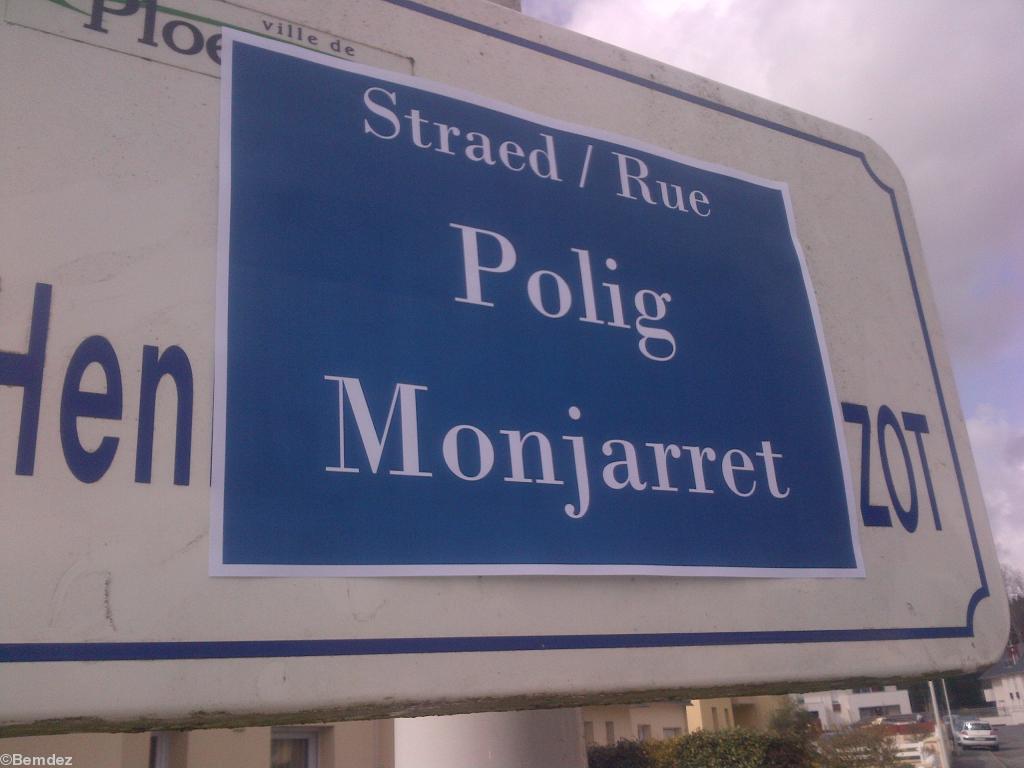 ville de
Ploe
Straed / Rue
Polig
Monjarret
Hen ZOT
©Bemdez